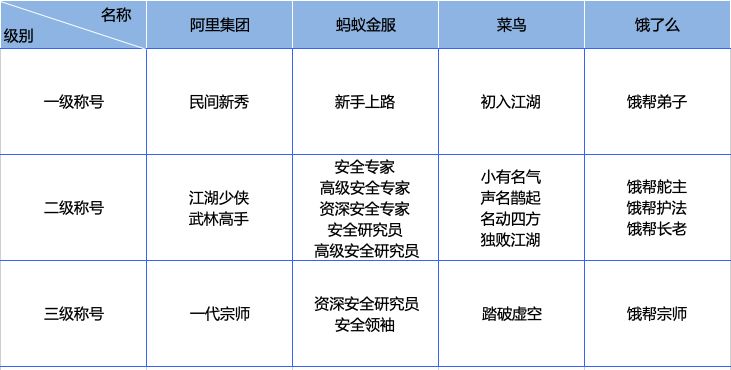 名称
级别
阿里集团
蚂蚁金服
菜鸟
饿了么
一级称号
民间新秀
新手上路
初入江湖
饿帮弟子
二级称号
江湖少侠
武林高手
安全专家
高级安全专家
资深安全专家
安全研究员
高级安全研究员
小有名气
声名鹊起
名动四方
独败江湖
饿帮舵主
饿帮护法
饿帮长老
三级称号
一代宗师
资深安全研究员
安全领袖
踏破虚空
饿帮宗师